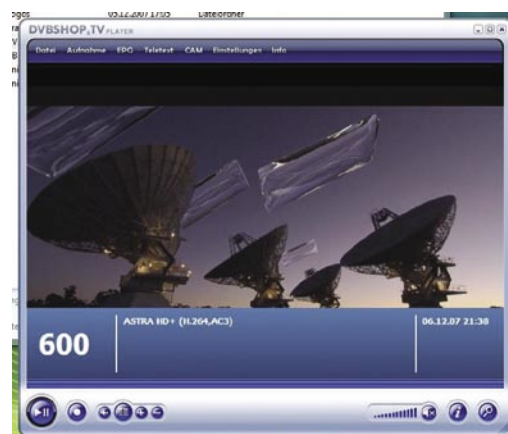 05.12.2007 17:05 Dateiordner
DVBSHOP TV PLAYER
Datei Aufnahme EPG Teletext CAM Einstellungen Info
600
ASTRA HD+ (H.264,AC3)
06.12.07 21:38